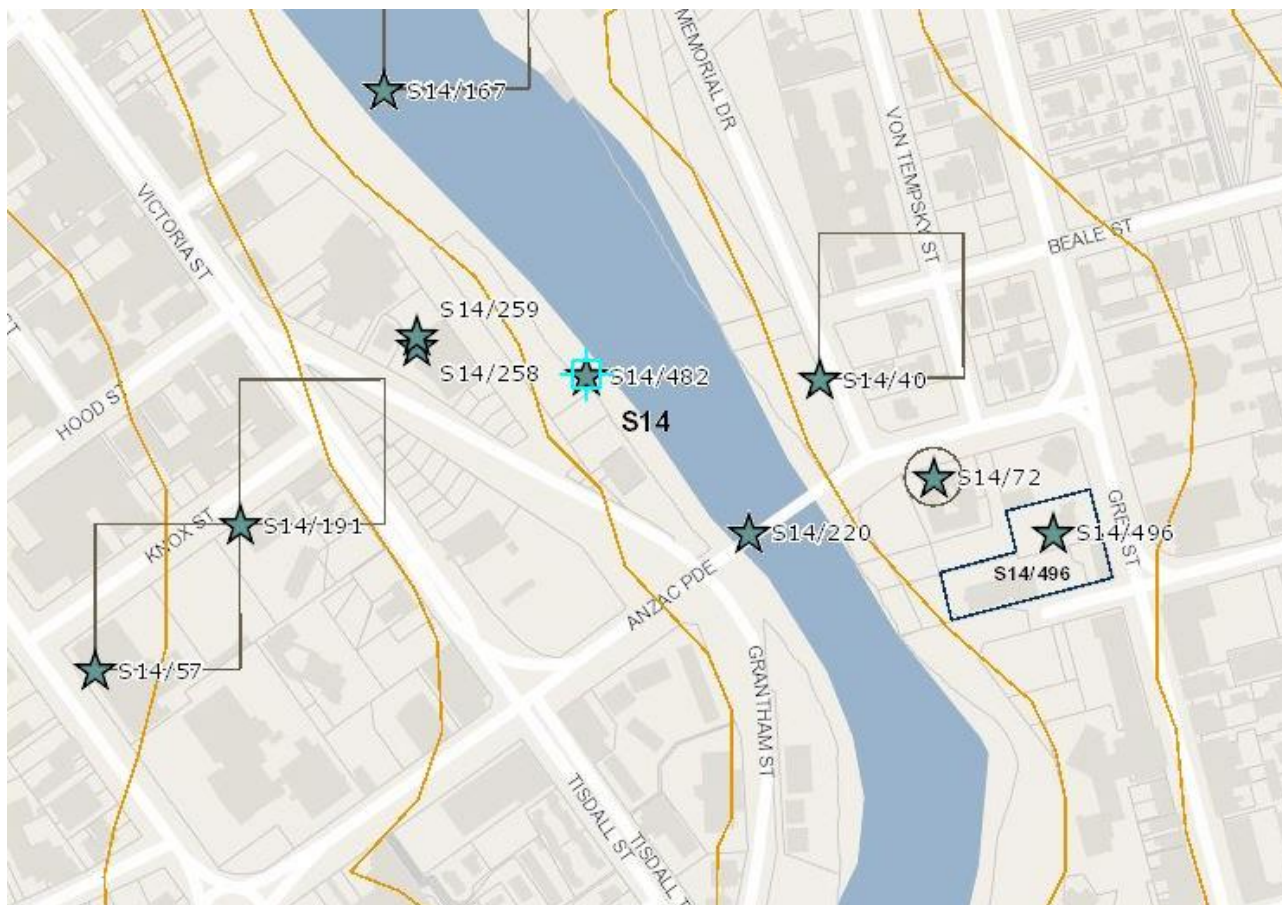 S14/167
MEMORIAL DR
VON TEMPSKY ST
VICTORIA ST
BEALE ST
S14/259
S14/258
S14/482
S14/40
S14
HOOD ST
S14/72
KNOX ST
S14/191
S14/220
S14/496
GREY ST
S14/496
ANZAC PDE
S14/57
GRANTHAM ST
TISDALL ST